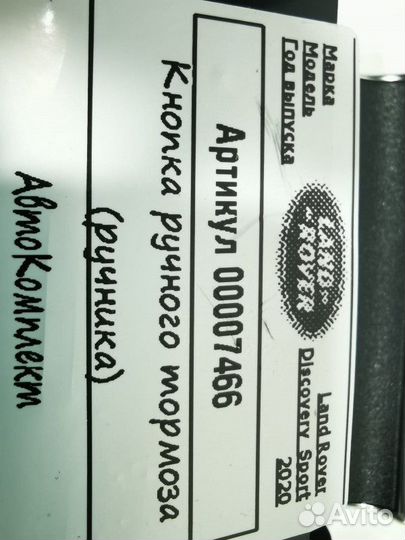 Марка
Модель
Год выпуска
LAND-
ROVER
Land Rover
Discovery Sport
2020
Артикул 00007466
Кнопка ручного тормоза
(ручника)
АвтоКомплект
Avito